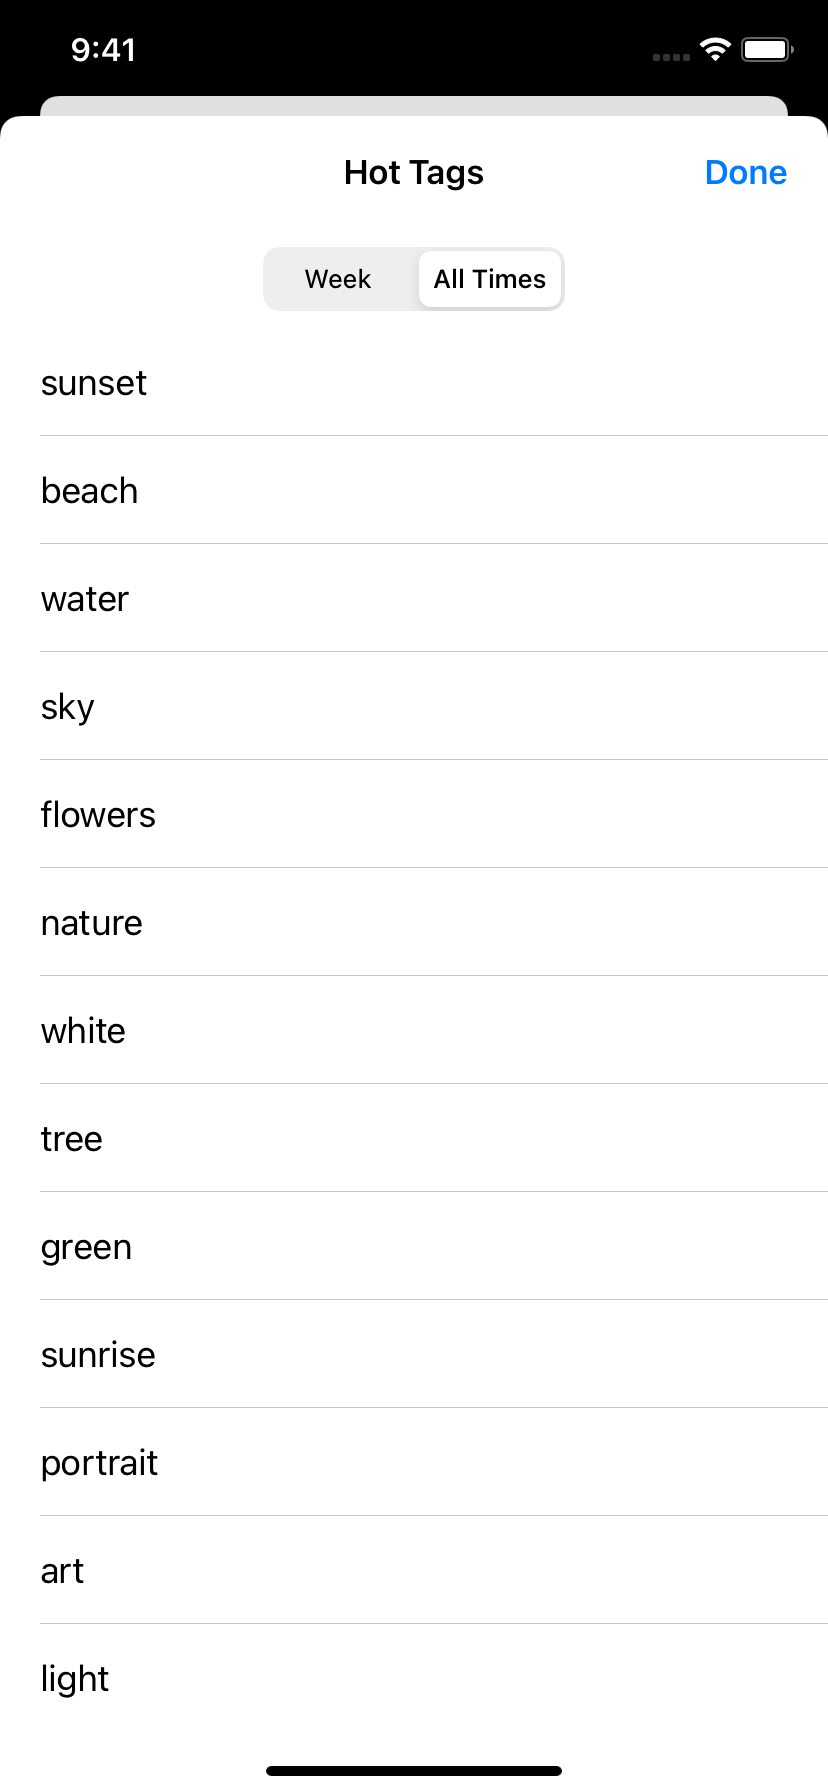 9:41
Hot Tags
Done
Week
All Times
sunset
beach
water
sky
flowers
nature
white
tree
green
sunrise
portrait
art
light